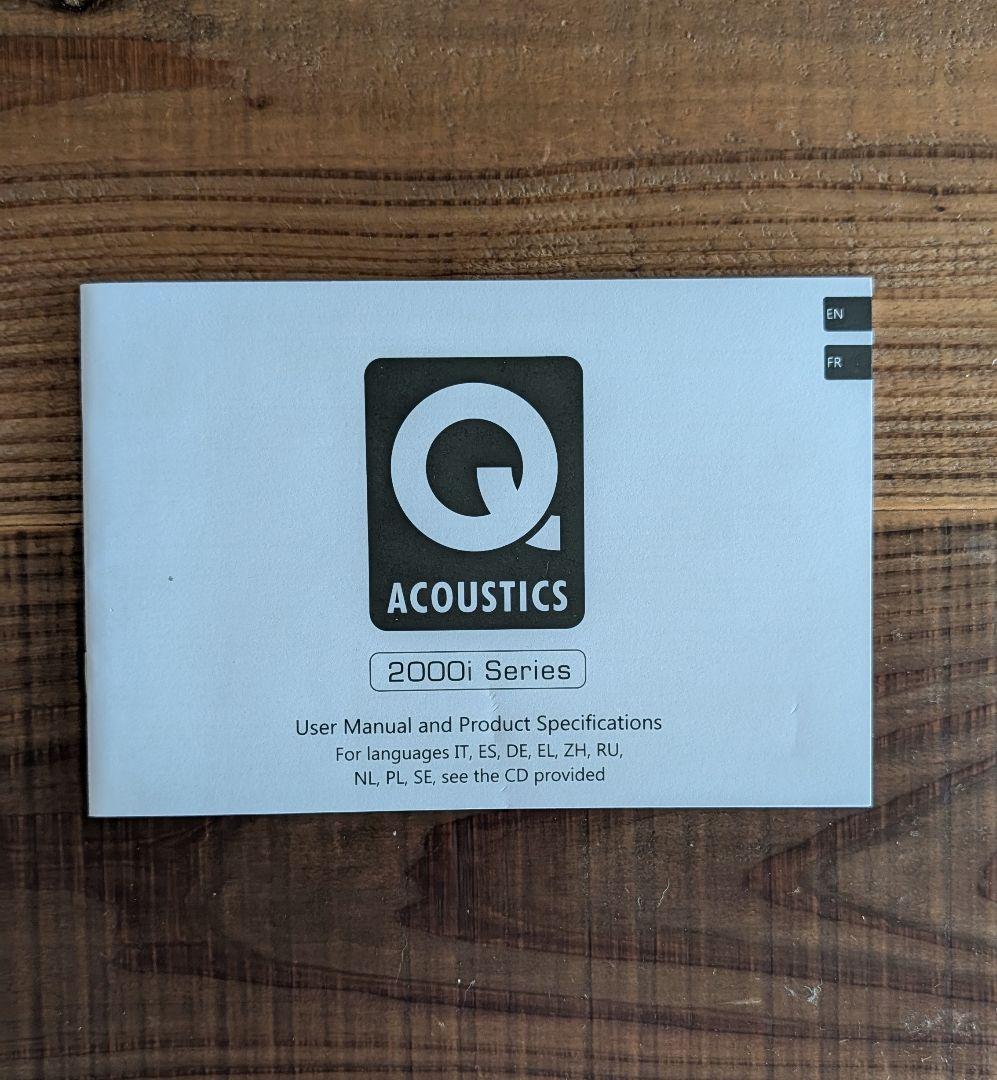 EN
FR
Q
ACOUSTICS
2000i Series
User Manual and Product Specifications
For languages IT, ES, DE, EL, ZH, RU,
NL, PL, SE, see the CD provided